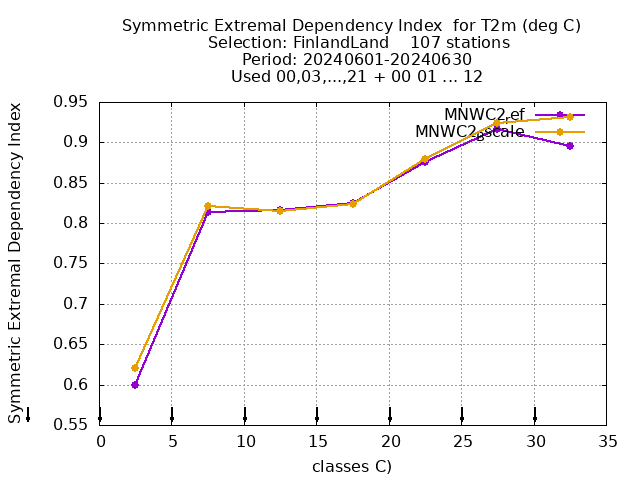 Symmetric Extremal Dependency Index  for T2m (deg C)
Selection: FinlandLand    107 stations
Period: 20240601-20240630
Used 00,03,...,21 + 00 01 ... 12
Symmetric Extremal Dependency Index
0.95
0.9
0.85
0.8
0.75
0.7
0.65
0.6
0.55
MNWC2ref
MNWC2sscale
0 5 10 15 20 25 30 35
classes C)